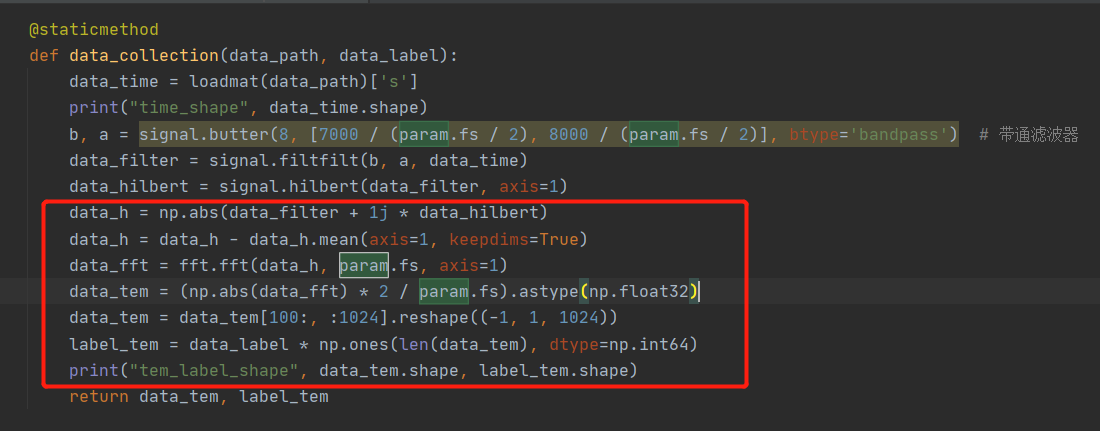 @staticmethod
def data_collection(data_path, data_label):
data_time = loadmat(data_path)['s']
print("time_shape", data_time.shape)
b, a = signal.butter(8, [7000 / (param.fs / 2), 8000 / (param.fs / 2)], btype='bandpass')  # 带通滤波器
data_filter = signal.filtfilt(b, a, data_time)
data_hilbert = signal.hilbert(data_filter, axis=1)
data_h = np.abs(data_filter + 1j * data_hilbert)
data_h = data_h - data_h.mean(axis=1, keepdims=True)
data_fft = fft.fft(data_h, param.fs, axis=1)
data_tem = (np.abs(data_fft) * 2 / param.fs).astype(np.float32)
data_tem = data_tem[100:, :1024].reshape((-1, 1, 1024))
label_tem = data_label * np.ones(len(data_tem), dtype=np.int64)
print("tem_label_shape", data_tem.shape, label_tem.shape)
return data_tem, label_tem